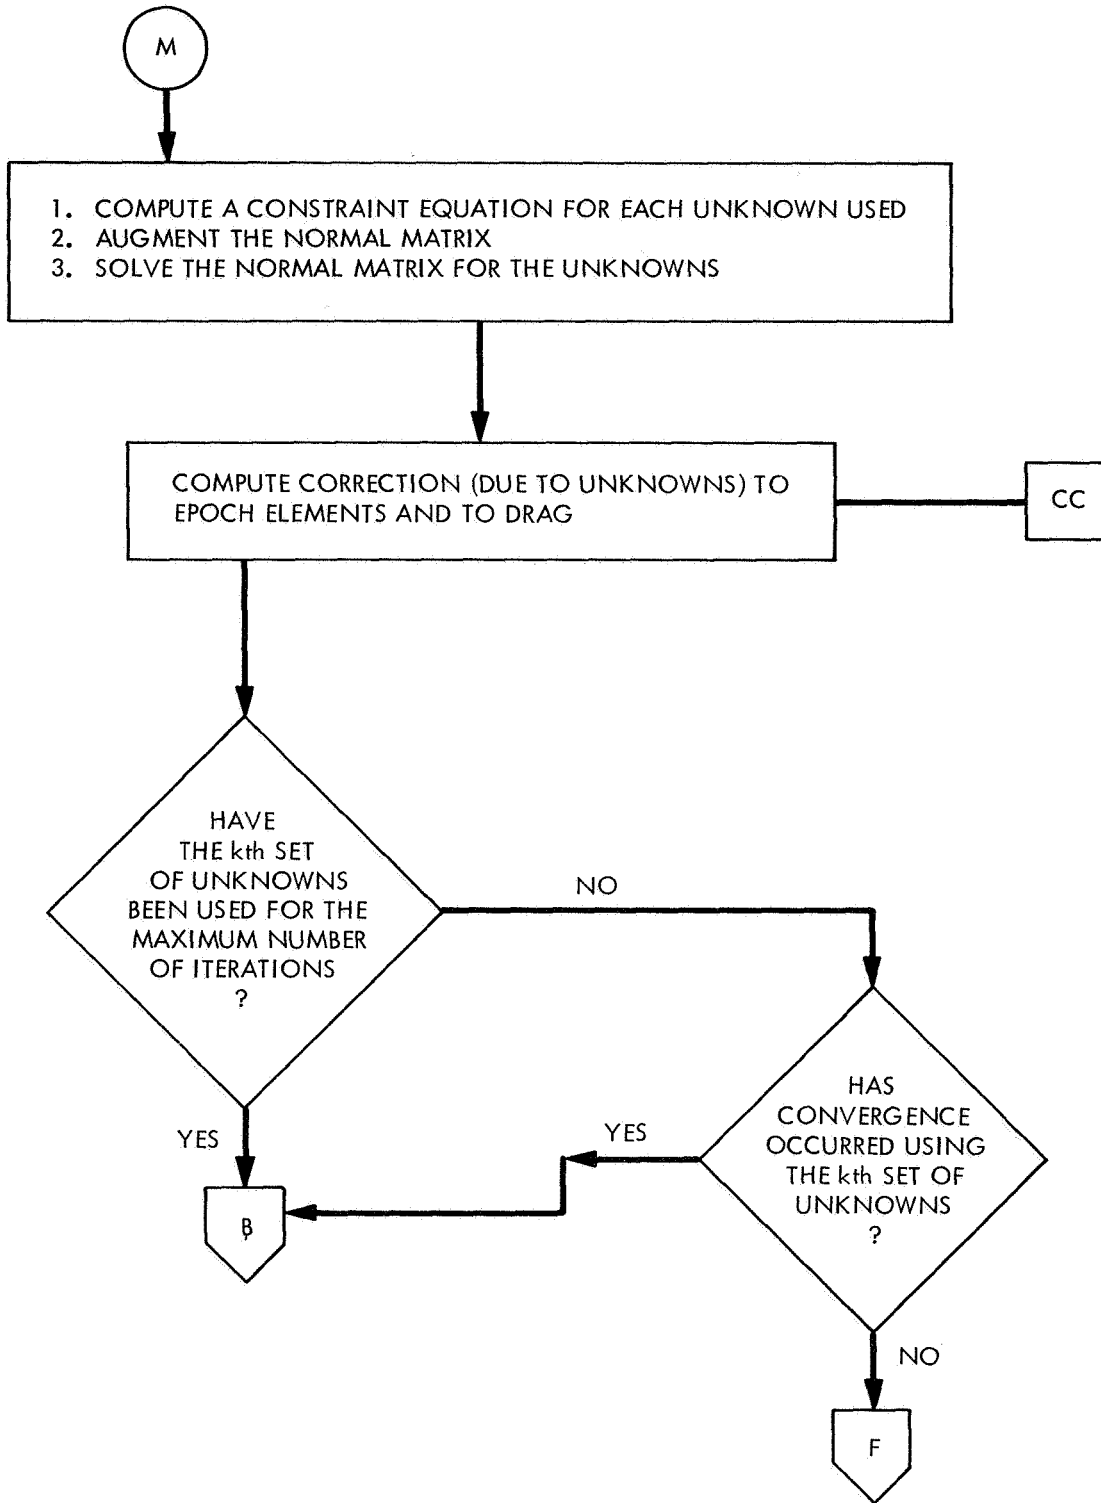 M
1. COMPUTE A CONSTRAINT EQUATION FOR EACH UNKNOWN USED
2. AUGMENT THE NORMAL MATRIX
3. SOLVE THE NORMAL MATRIX FOR THE UNKNOWNS
COMPUTE CORRECTION (DUE TO UNKNOWNS) TO
EPOCH ELEMENTS AND TO DRAG
CC
HAVE
THE kth SET
OF UNKNOWNS
BEEN USED FOR THE
MAXIMUM NUMBER
OF ITERATIONS
?
NO
YES
HAS
CONVERGENCE
OCCURRED USING
THE kth SET OF
UNKNOWNS
?
YES
B
NO
F